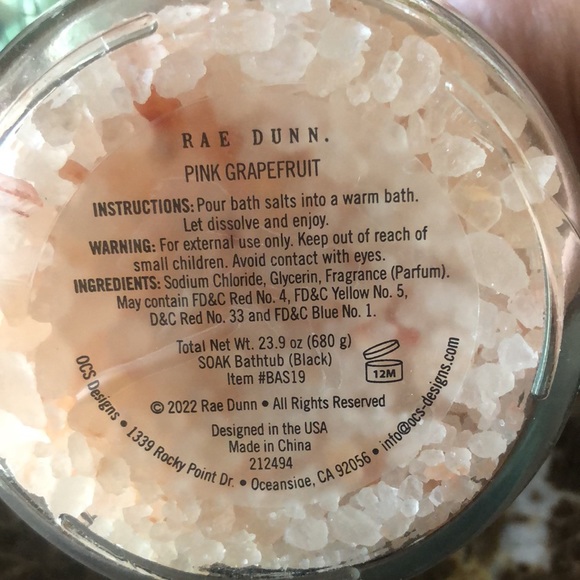 RAE DUNN.
PINK GRAPEFRUIT
INSTRUCTIONS: Pour bath salts into a warm bath.
Let dissolve and enjoy.
WARNING: For external use only. Keep out of reach of
small children. Avoid contact with eyes.
INGREDIENTS: Sodium Chloride, Glycerin, Fragrance (Parfum).
May contain FD&C Red No. 4, FD&C Yellow No. 5,
D&C Red No. 33 and FD&C Blue No. 1.
Total Net Wt. 23.9 oz (680 g)
SOAK Bathtub (Black)
Item #BAS19
12M
© 2022 Rae Dunn • All Rights Reserved
Designed in the USA
Made in China
212494
OCS Designs • 1339 Rocky Point Dr. • Oceanside, CA 92056 • info@ocs-designs.com